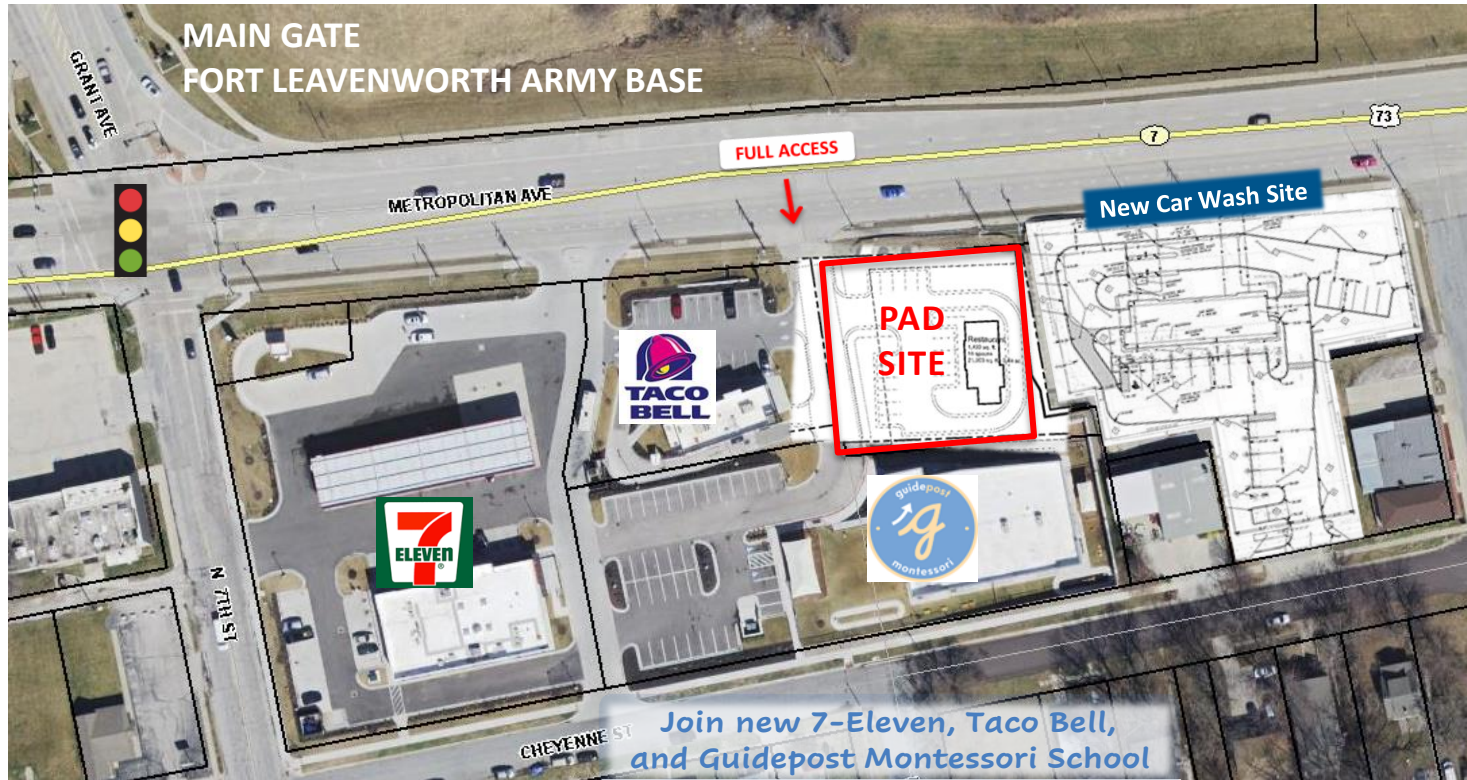 MAIN GATE
FORT LEAVENWORTH ARMY BASE
GRANT AVE
73
7
FULL ACCESS
METROPOLITAN AVE
New Car Wash Site
PAD
SITE
TACO
BELL
guidepost
g
montessori
7
ELEVEN
®
N 7TH ST
CHEYENNE ST
Join new 7-Eleven, Taco Bell,
and Guidepost Montessori School